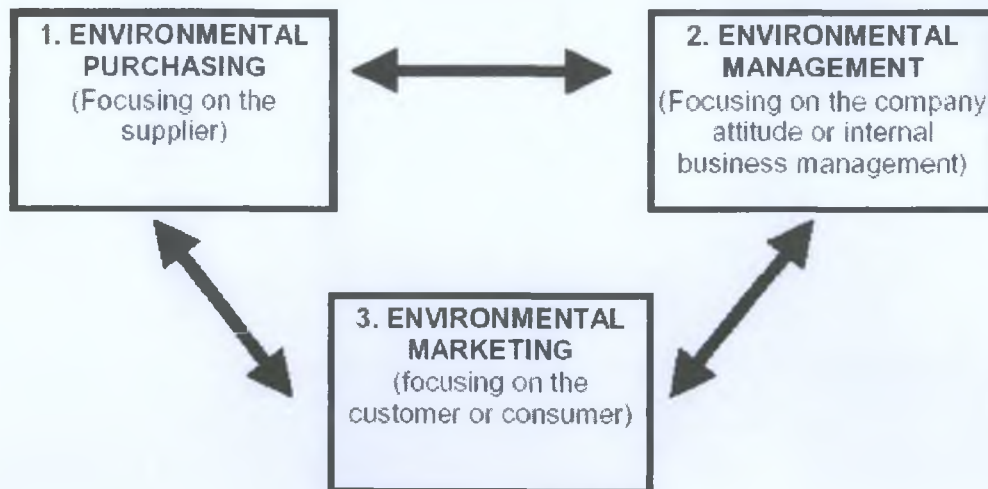 1. ENVIRONMENTAL
PURCHASING
(Focusing on the
supplier)
2. ENVIRONMENTAL
MANAGEMENT
(Focusing on the company
attitude or internal
business management)
3. ENVIRONMENTAL
MARKETING
(focusing on the
customer or consumer)